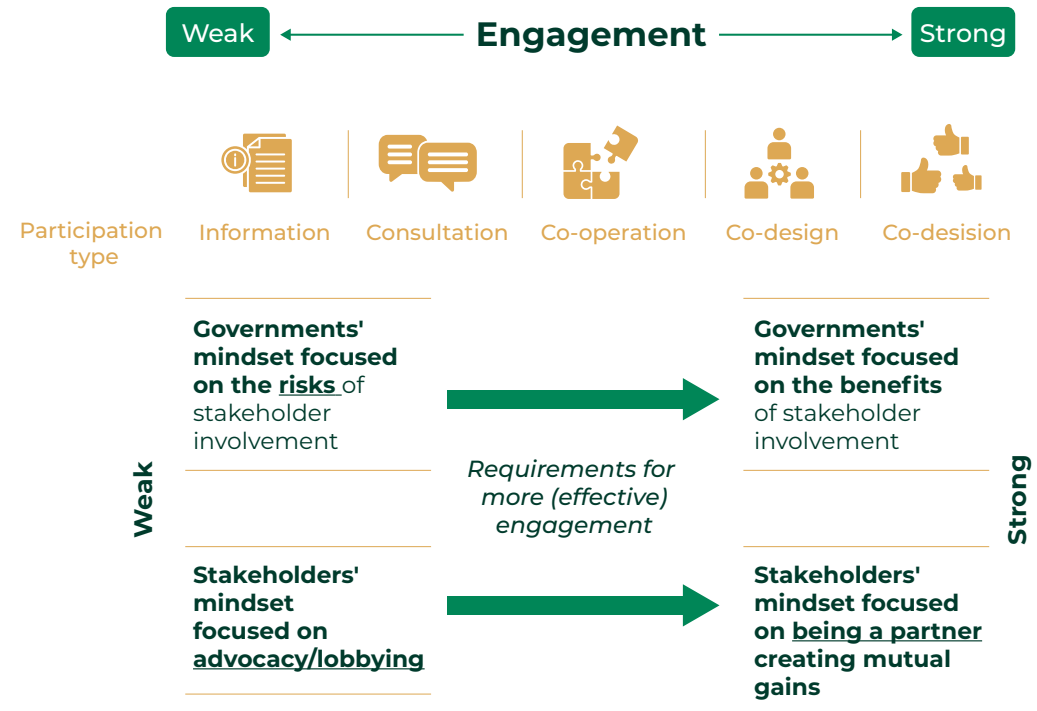 Weak Engagement Strong
Participation
type
Information Consultation Co-operation Co-design Co-desision
Governments'
mindset focused
on the risks of
stakeholder
involvement
Governments'
mindset focused
on the benefits
of stakeholder
involvement
Weak
Requirements for
more (effective)
engagement
Strong
Stakeholders'
mindset
focused on
advocacy/lobbying
Stakeholders'
mindset focused
on being a partner
creating mutual
gains